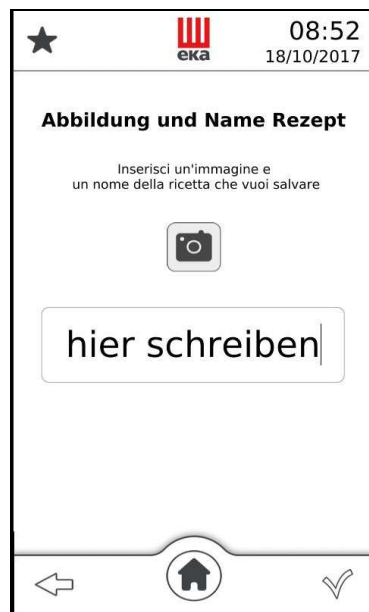 eka
08:52
18/10/2017
Abbildung und Name Rezept
Inserisci un'immagine e
un nome della ricetta che vuoi salvare
hier schreiben